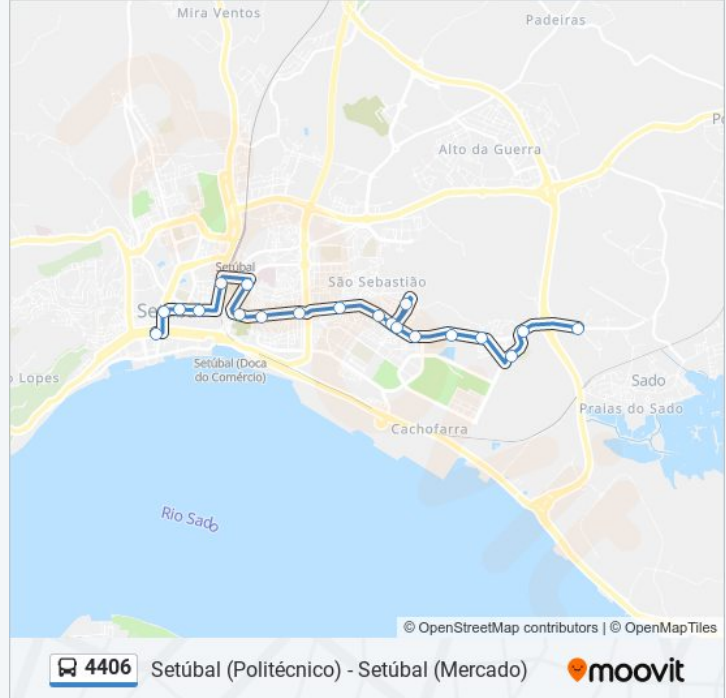 Mira Ventos
Padeiras
Alto da Guerra
Setúbal
São Sebastião
Se
Setúbal (Doca
do Comércio)
o Lopes
Sado
Praias do Sado
Cachofarra
Rio Sado
© OpenStreetMap contributors | © OpenMapTiles
4406 Setúbal (Politécnico) - Setúbal (Mercado) moovit